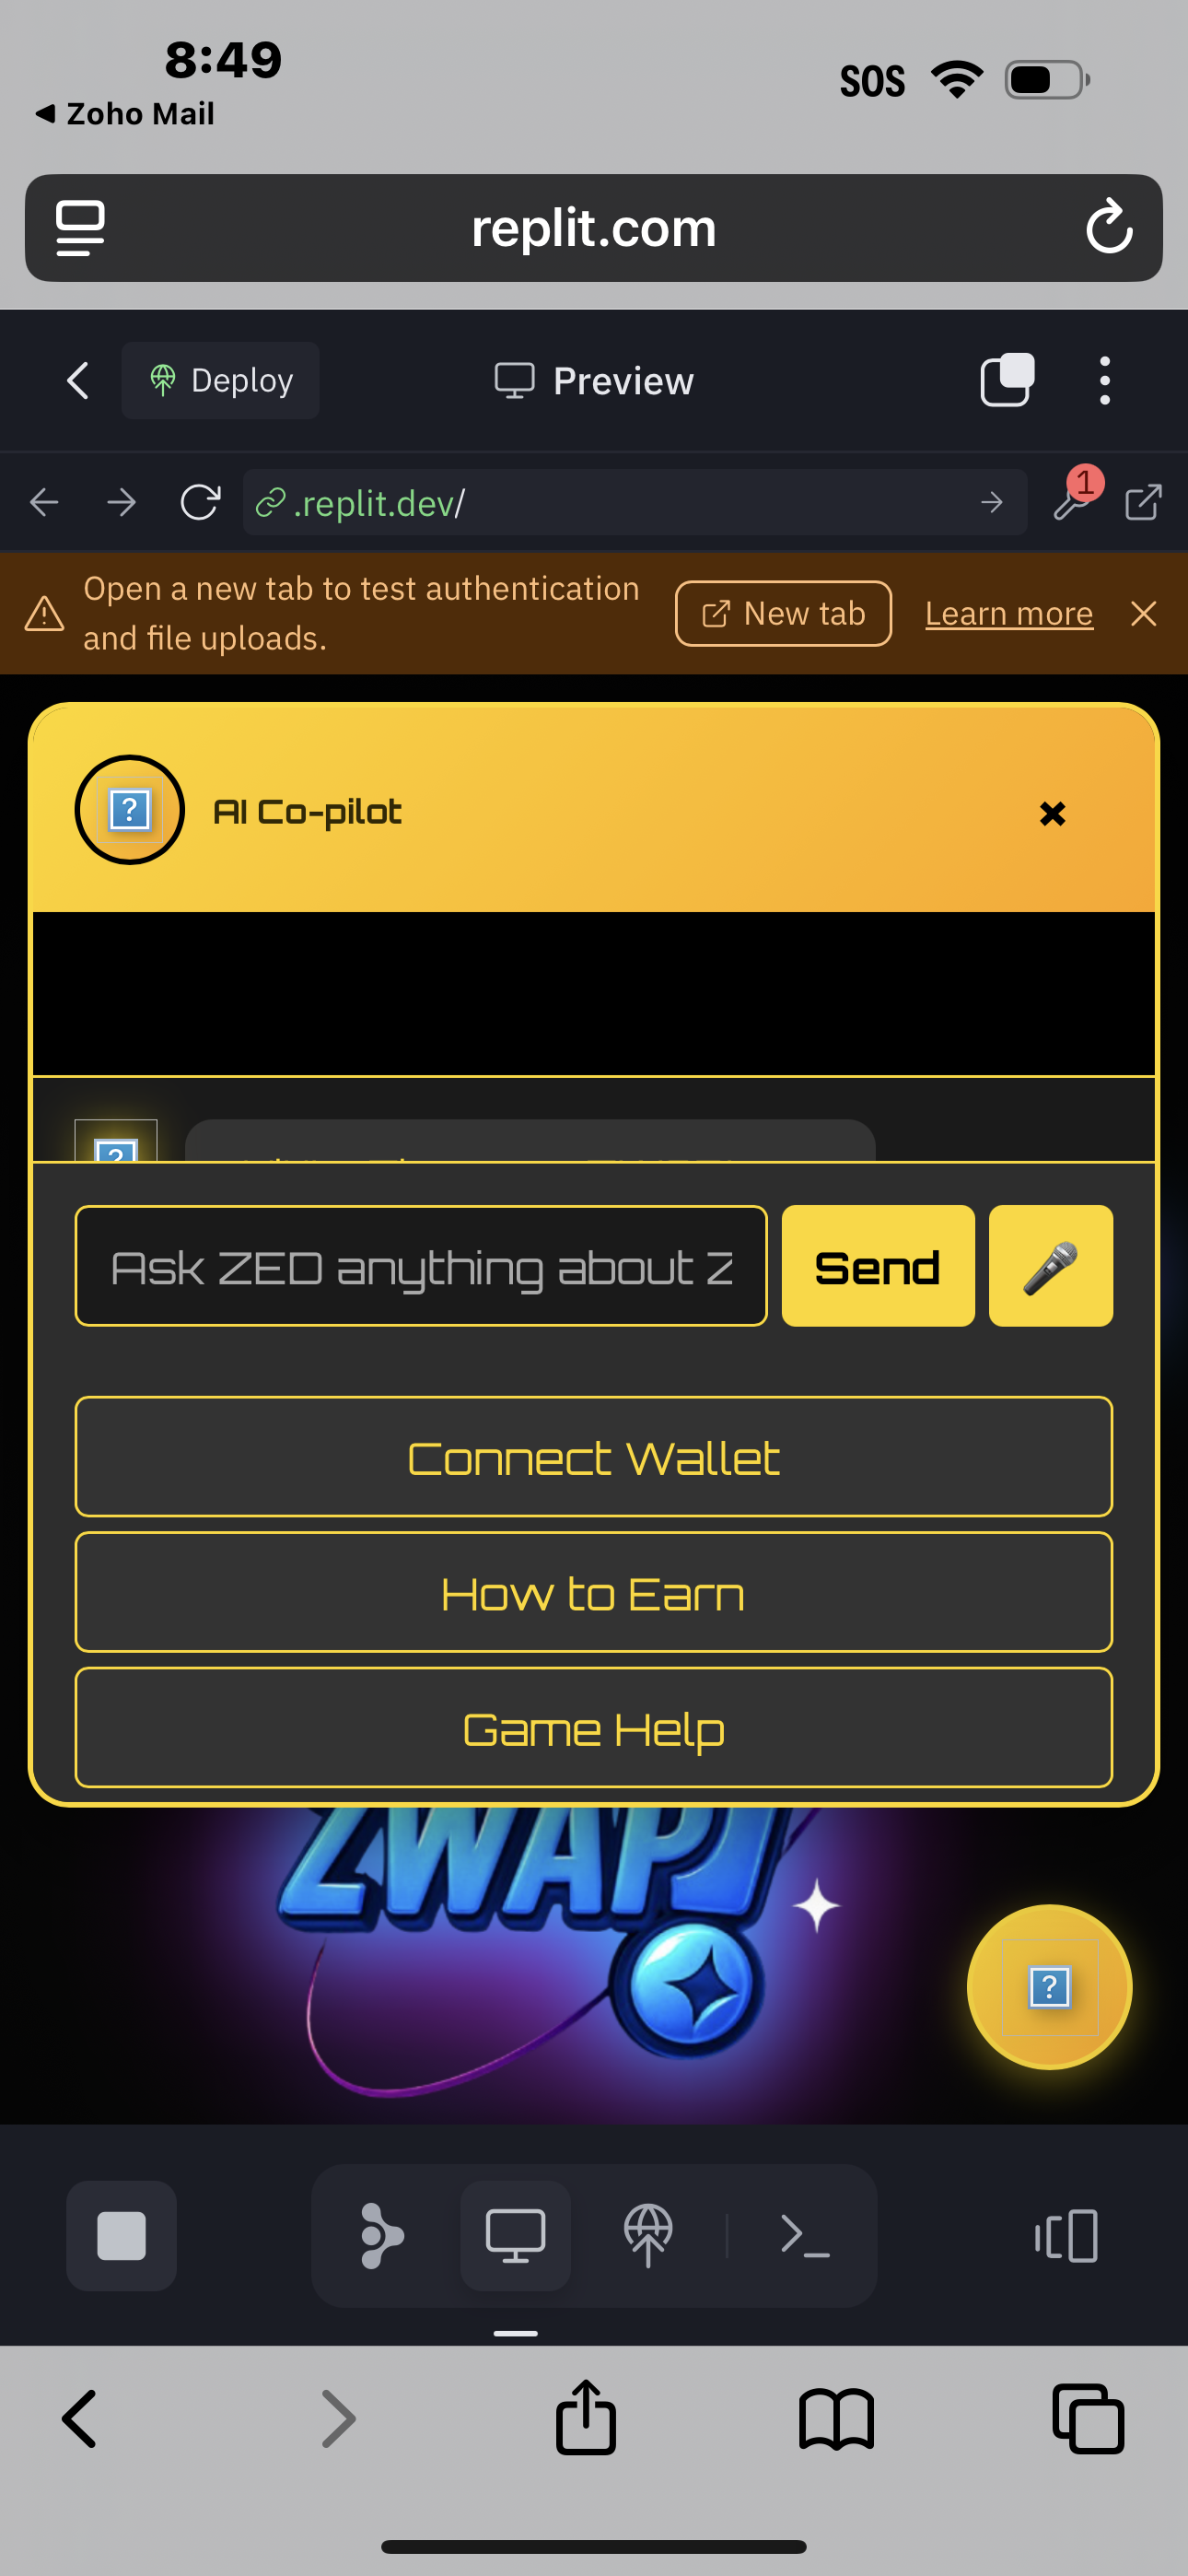 8:49
SOS
Zoho Mail
replit.com
Deploy
Preview
.replit.dev/
1
Open a new tab to test authentication
and file uploads.
New tab
Learn more
AI Co-pilot
Ask ZED anything about Z
Send
Connect Wallet
How to Earn
Game Help
ZWAP!